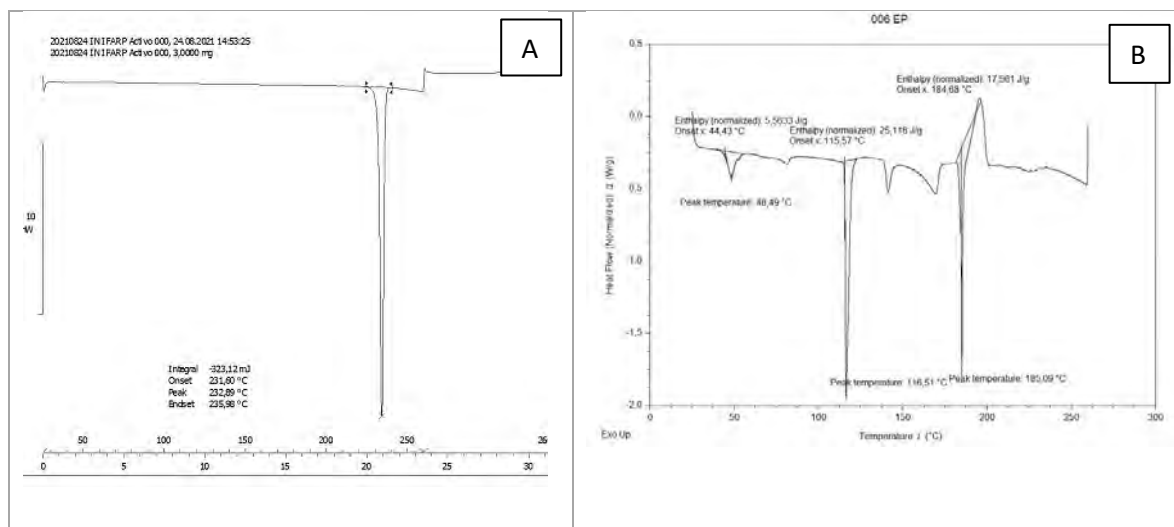 20210824 INIFARP Activo 000, 24.08.2021 14:53:25
20210824 INIFARP Activo 000, 3,0000 mg
A
10
Integral -323,12 mJ
Onset 231,60 °C
Peak 232,89 °C
Endset 235,98 °C
50 100 150 200 250
0 5 10 15 20 25 30
006 EP
B
Enthalpy (normalized): 17,561 J/g
Onset x: 184,68 °C
Enthalpy (normalized): 5,5633 J/g
Onset x: 44,43 °C
Enthalpy (normalized): 25,118 J/g
Onset x: 115,57 °C
Peak temperature: 48,49 °C
Peak temperature: 116,51 °C
Peak temperature: 185,09 °C
Heat Flow (Normalized)
(W/g)
0,5
0,0
0,5
1,0
-1,5
-2,0
0 50 100 150 200 250 300
Exo Up
Temperature
(°C)